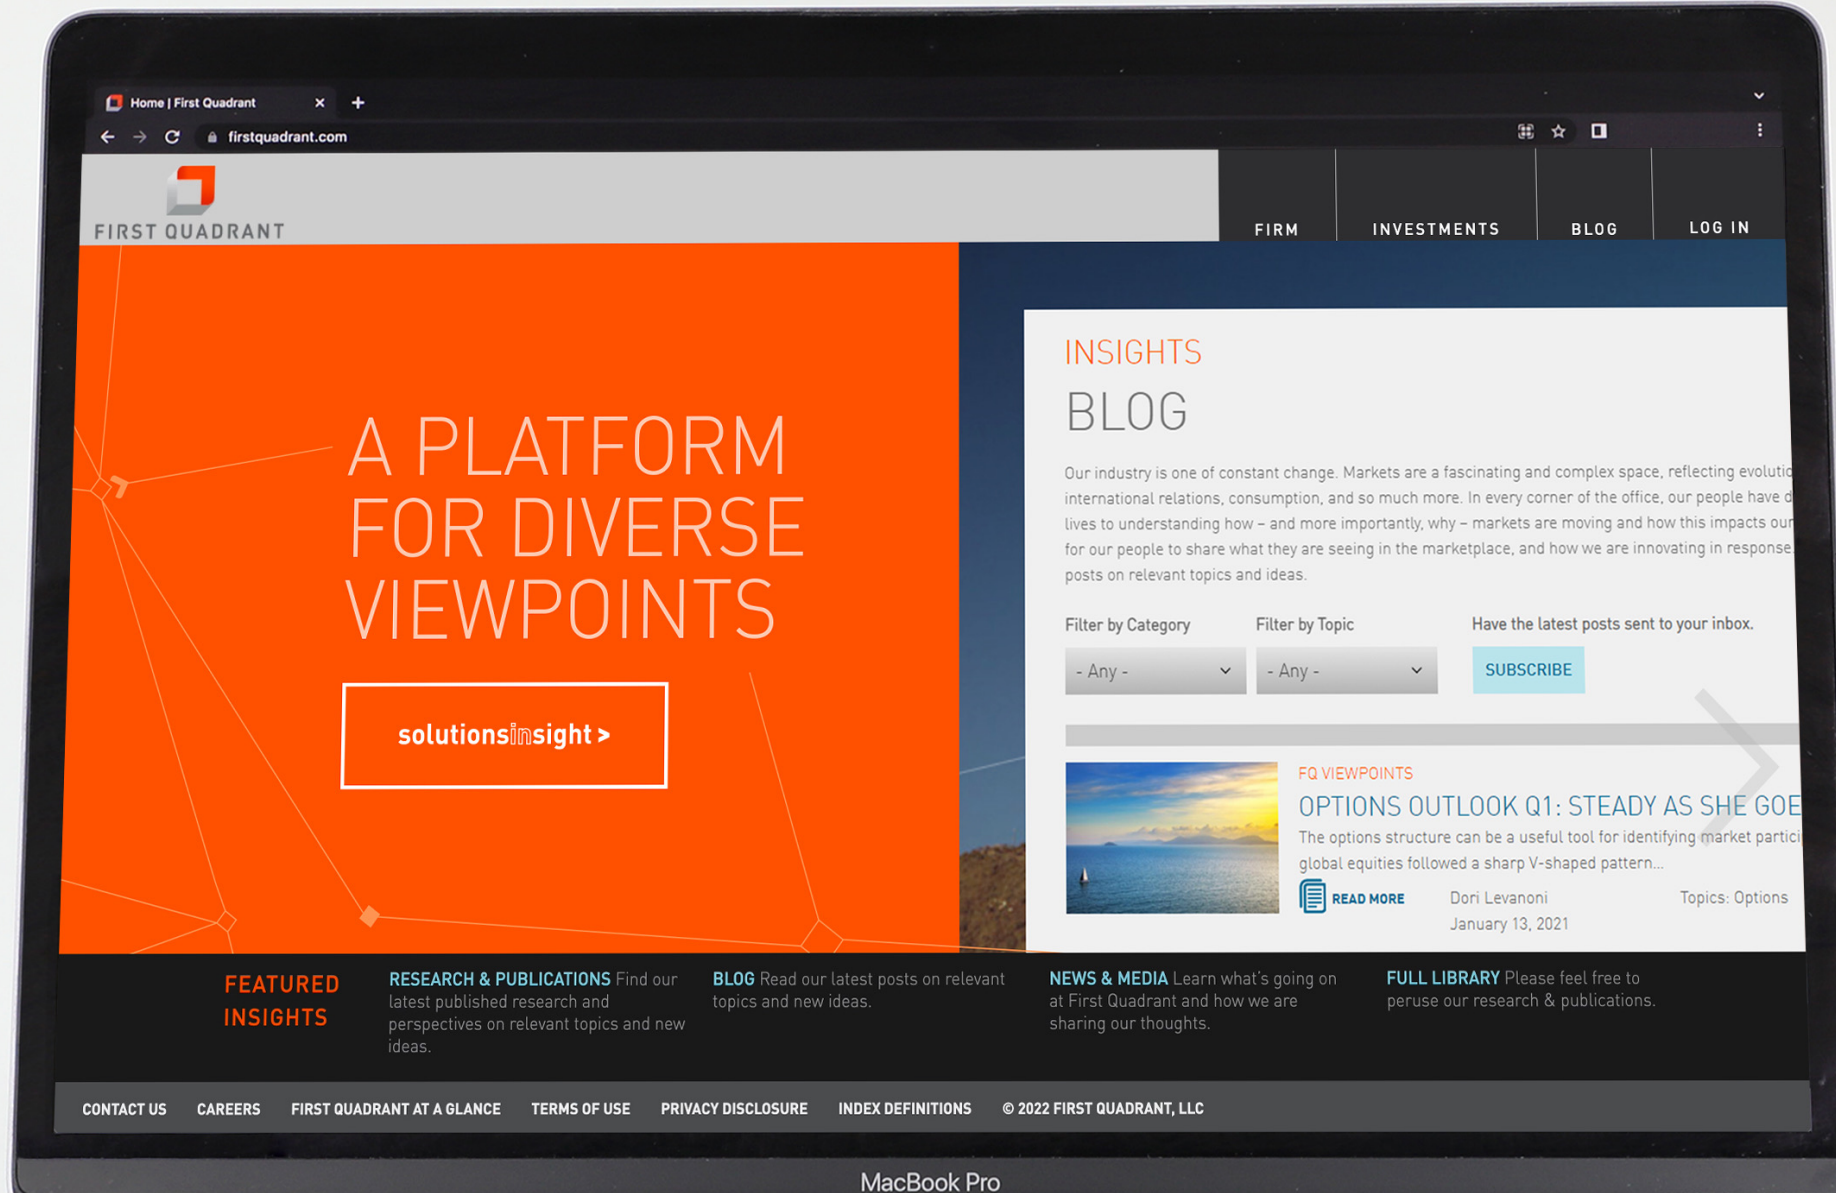 Home | First Quadrant
firstquadrant.com
FIRST QUADRANT
FIRM
INVESTMENTS
BLOG
LOG IN
A PLATFORM
FOR DIVERSE
VIEWPOINTS
solutionsinsight >
INSIGHTS
BLOG
Our industry is one of constant change. Markets are a fascinating and complex space, reflecting
international relations, consumption, and so much more. In every corner of the office, our people have
lives to understanding how – and more importantly, why – markets are moving and how this impacts our
for our people to share what they are seeing in the marketplace, and how we are innovating in response.
posts on relevant topics and ideas.
Filter by Category
Filter by Topic
Have the latest posts sent to your inbox.
- Any -
- Any -
SUBSCRIBE
FQ VIEWPOINTS
OPTIONS OUTLOOK Q1: STEADY AS SHE GOE
The options structure can be a useful tool for identifying market partici
global equities followed a sharp V-shaped pattern...
READ MORE
Dori Levanoni
Topics: Options
January 13, 2021
FEATURED
INSIGHTS
RESEARCH & PUBLICATIONS Find our
latest published research and
perspectives on relevant topics and new
ideas.
BLOG Read our latest posts on relevant
topics and new ideas.
NEWS & MEDIA Learn what's going on
at First Quadrant and how we are
sharing our thoughts.
FULL LIBRARY Please feel free to
peruse our research & publications.
CONTACT US CAREERS FIRST QUADRANT AT A GLANCE TERMS OF USE PRIVACY DISCLOSURE INDEX DEFINITIONS © 2022 FIRST QUADRANT, LLC
MacBook Pro